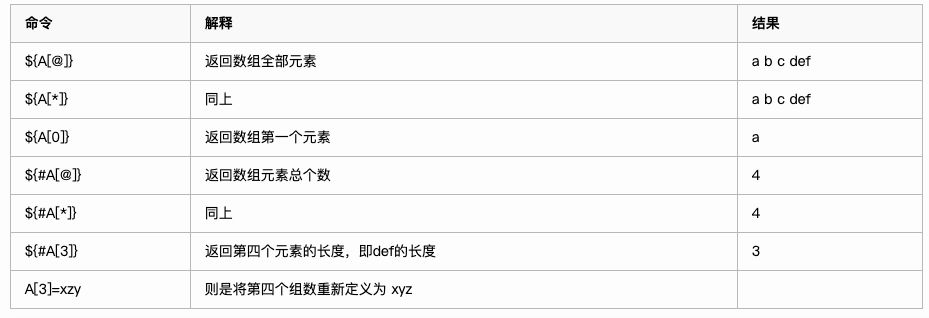 命令 解释 结果
${A[@]} 返回数组全部元素 a b c def
${A[*]} 同上 a b c def
${A[0]} 返回数组第一个元素 a
${#A[@]} 返回数组元素总个数 4
${#A[*]} 同上 4
${#A[3]} 返回第四个元素的长度，即def的长度 3
A[3]=xzy 则是将第四个组数重新定义为 xyz